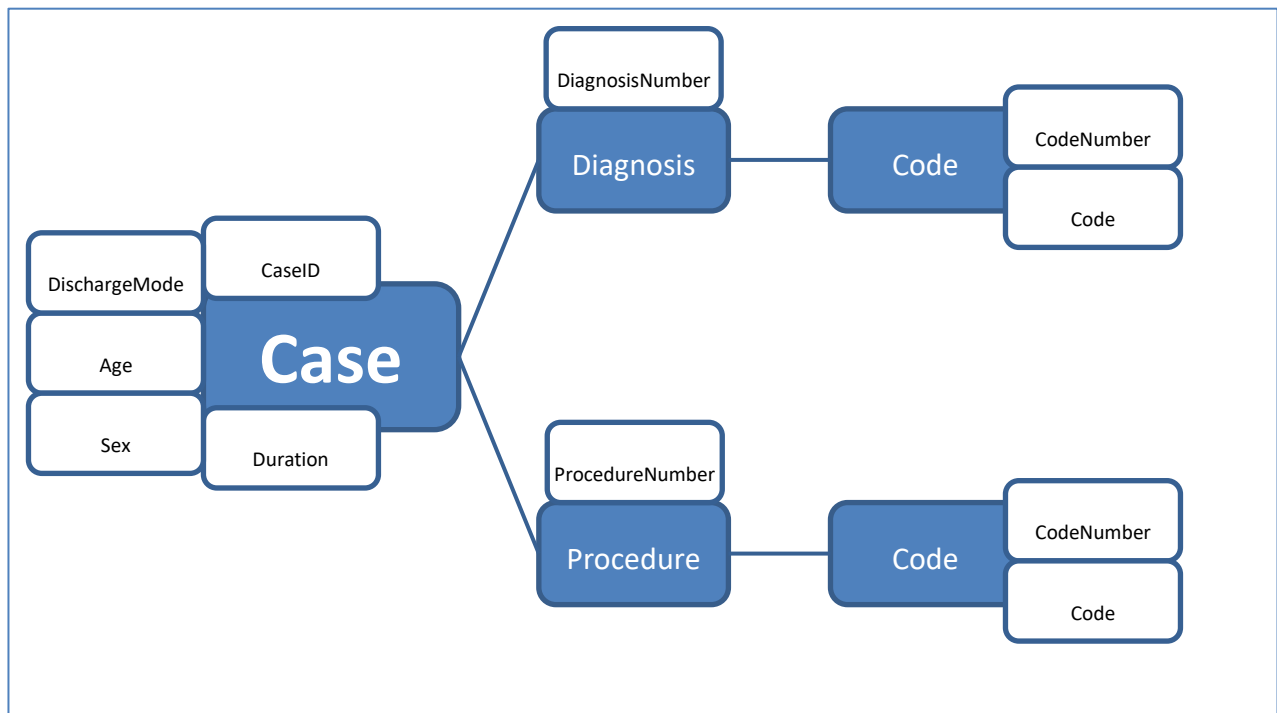 DiagnosisNumber
Diagnosis
Code
CodeNumber
Code
DischargeMode
CaseID
Age
Case
Sex
Duration
ProcedureNumber
Procedure
Code
CodeNumber
Code